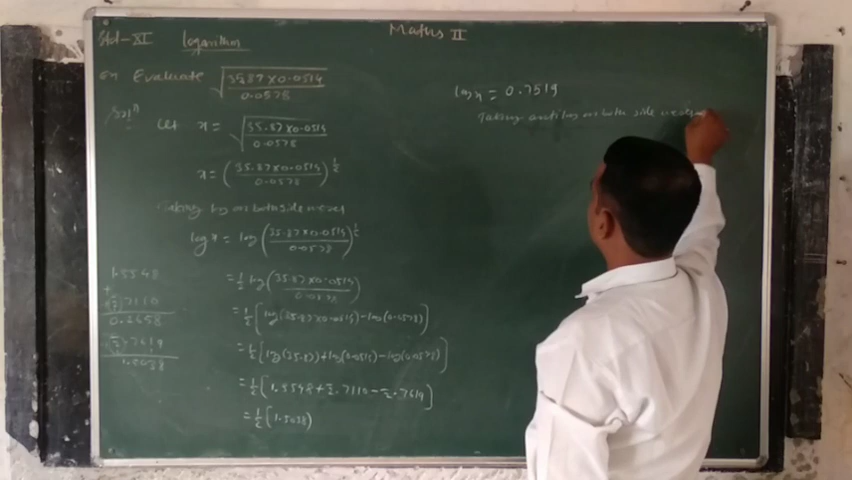 Maths II
Std-XI logarithm
Evaluate √(35.87×0.0514 / 0.0578)
Solⁿ
Let x = √(35.87×0.0514 / 0.0578)
x = (35.87×0.0514 / 0.0578)^½
Taking log on both side we get
log x = log (35.87×0.0514 / 0.0578)^½
= ½ log (35.87×0.0514 / 0.0578)
= ½ [log(35.87×0.0514) - log(0.0578)]
= ½ [log(35.87) + log(0.0514) - log(0.0578)]
= ½ [1.5548 + 2̅.7110 - 2̅.7619]
= ½ [1.5038)
1.5548
+
2̅.7110
0.2658
- 2̅.7619
1.5038
log x = 0.7519
Taking antilog on both side we